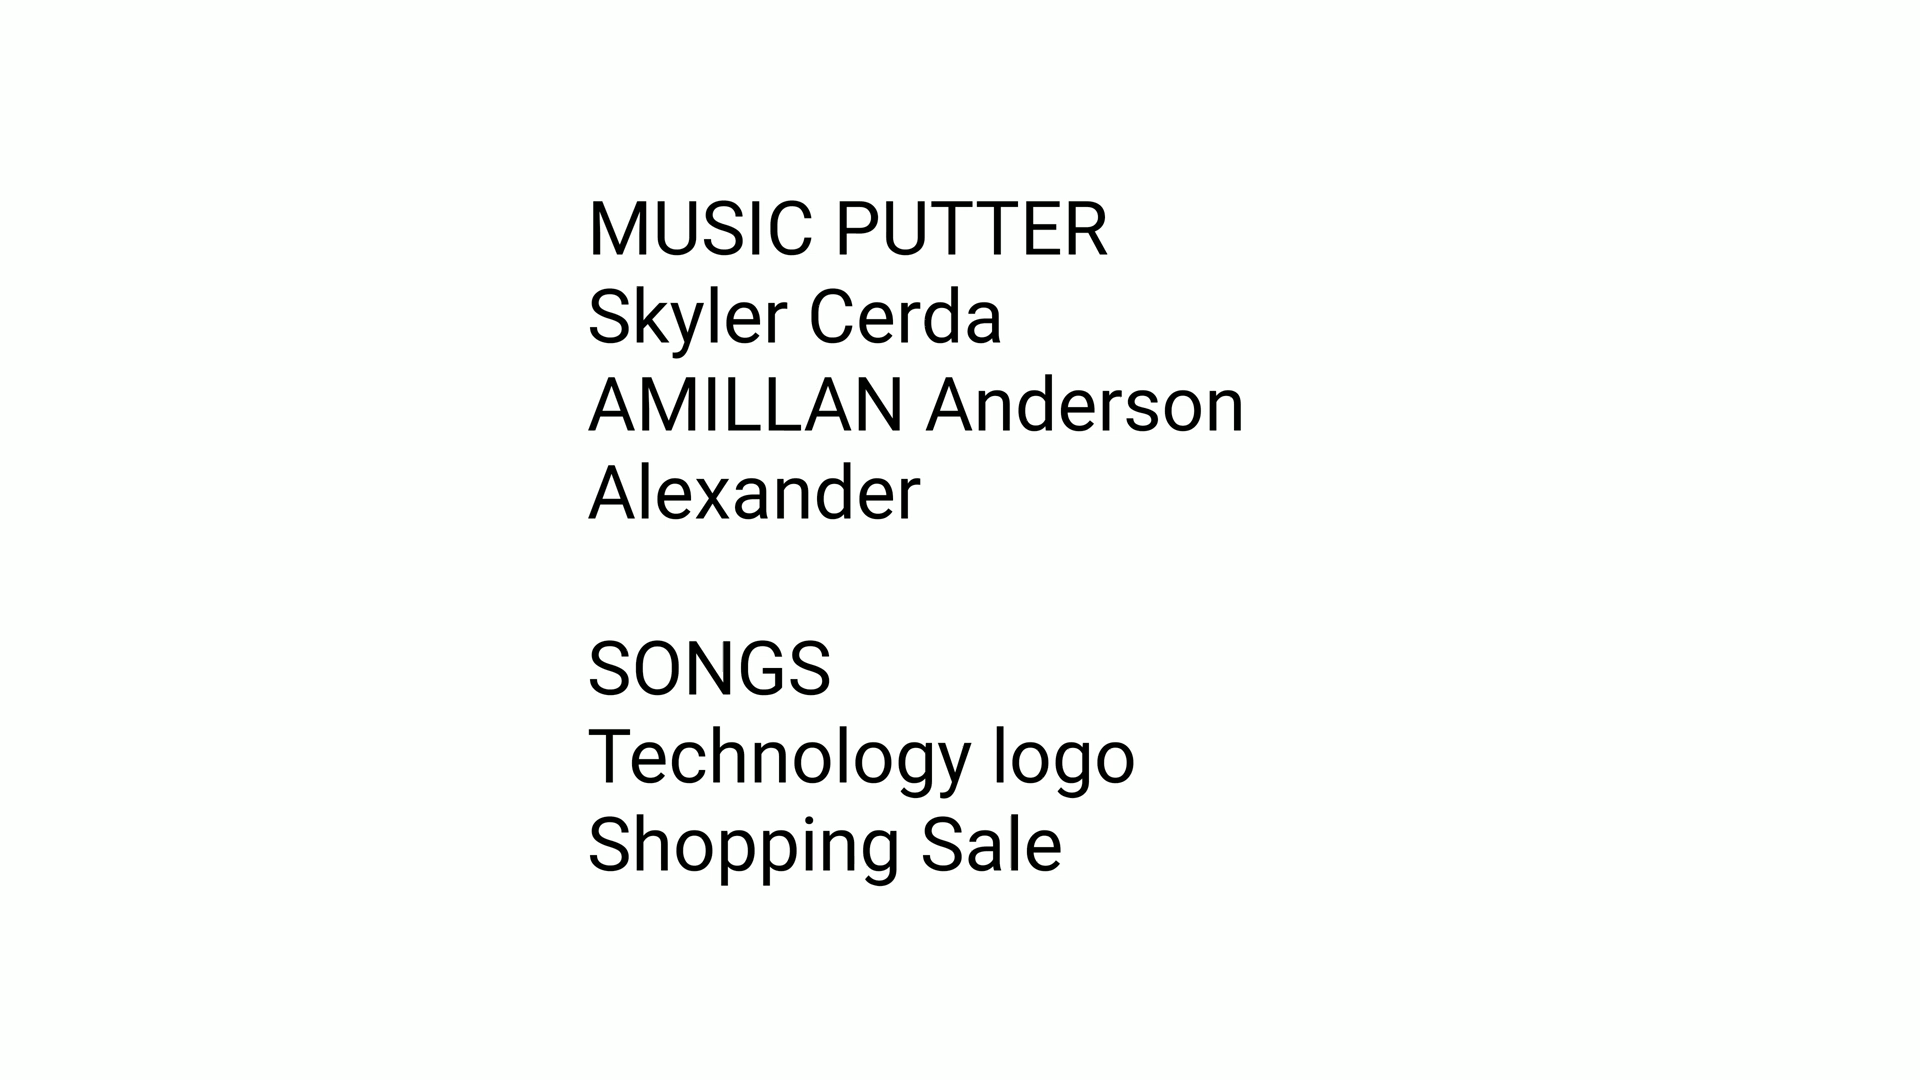 MUSIC PUTTER
Skyler Cerda
AMILLAN Anderson
Alexander
SONGS
Technology logo
Shopping Sale